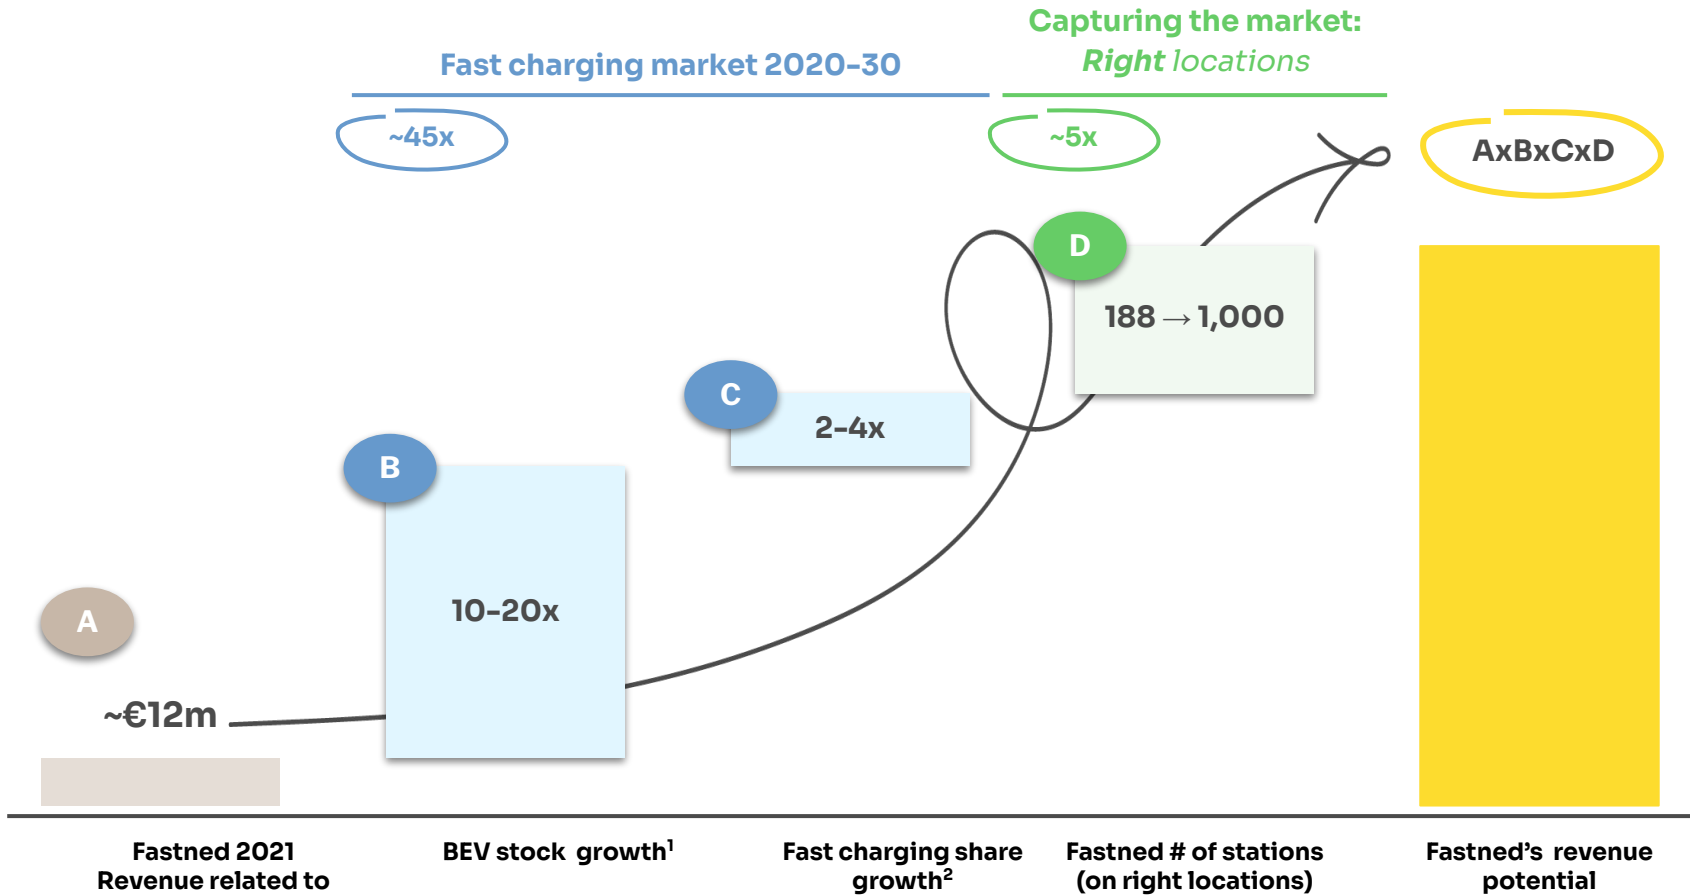 Capturing the market:
Right locations
Fast charging market 2020-30
~45x
~5x
AxBxCxD
D
188 → 1,000
C
2-4x
B
10-20x
A
~€12m
Fastned 2021
Revenue related to
BEV stock growth¹
Fast charging share
growth²
Fastned # of stations
(on right locations)
Fastned's revenue
potential